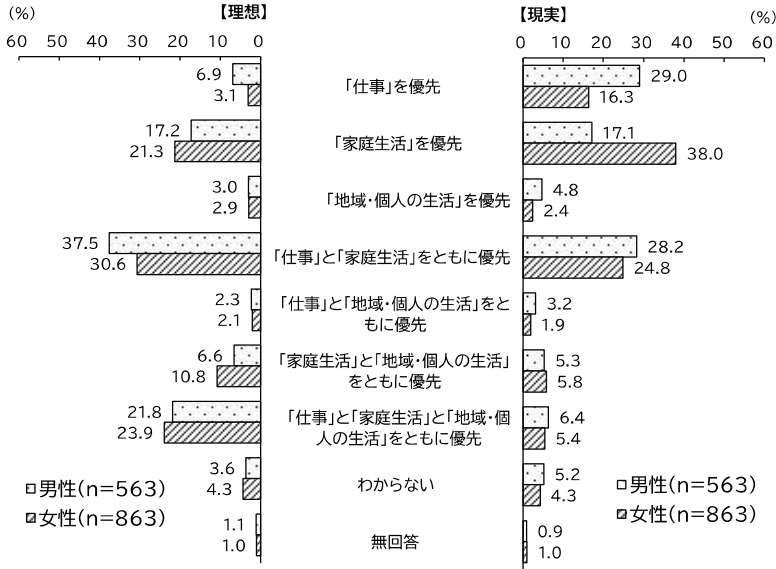 (%)
【理想】
60 50 40 30 20 10 0
6.9
3.1
17.2
21.3
3.0
2.9
37.5
30.6
2.3
2.1
6.6
10.8
21.8
23.9
3.6
4.3
1.1
1.0
男性(n=563)
女性(n=863)
「仕事」を優先
「家庭生活」を優先
「地域・個人の生活」を優先
「仕事」と「家庭生活」をともに優先
「仕事」と「地域・個人の生活」をと
もに優先
「家庭生活」と「地域・個人の生活」
をともに優先
「仕事」と「家庭生活」と「地域・個
人の生活」をともに優先
わからない
無回答
【現実】
(%)
0 10 20 30 40 50 60
29.0
16.3
17.1
38.0
4.8
2.4
28.2
24.8
3.2
1.9
5.3
5.8
6.4
5.4
5.2
4.3
0.9
1.0
男性(n=563)
女性(n=863)